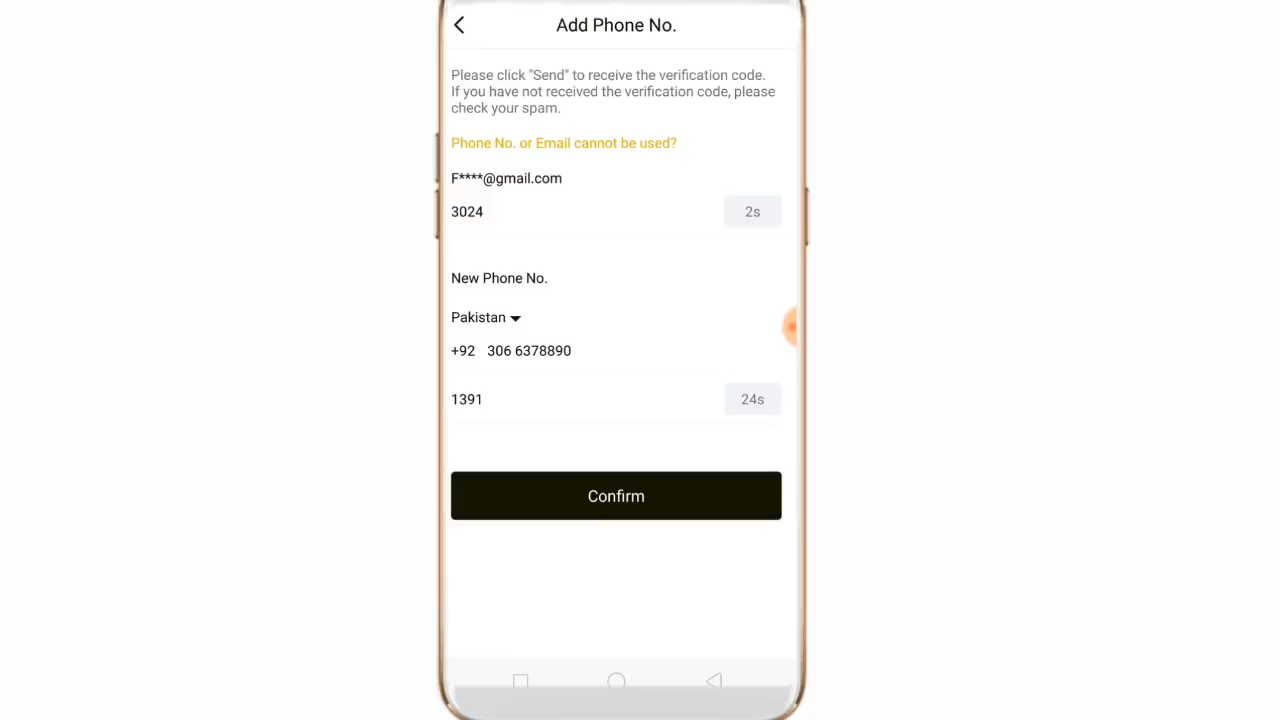 Add Phone No.
Please click "Send" to receive the verification code.
If you have not received the verification code, please
check your spam.
Phone No. or Email cannot be used?
F****@gmail.com
3024 2s
New Phone No.
Pakistan
+92 306 6378890
1391 24s
Confirm